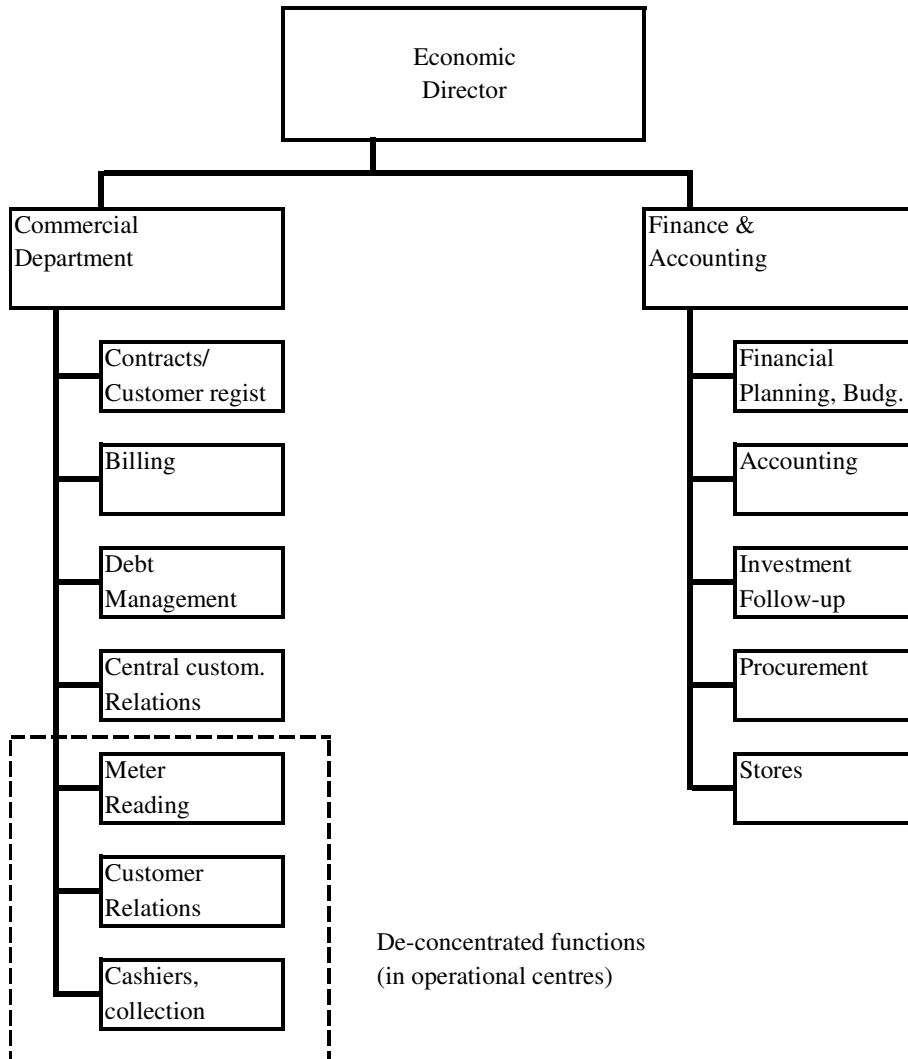 Economic
Director
Commercial
Department
Contracts/
Customer regist
Billing
Debt
Management
Central custom.
Relations
Meter
Reading
Customer
Relations
Cashiers,
collection
Finance &
Accounting
Financial
Planning, Budg.
Accounting
Investment
Follow-up
Procurement
Stores
De-concentrated functions
(in operational centres)